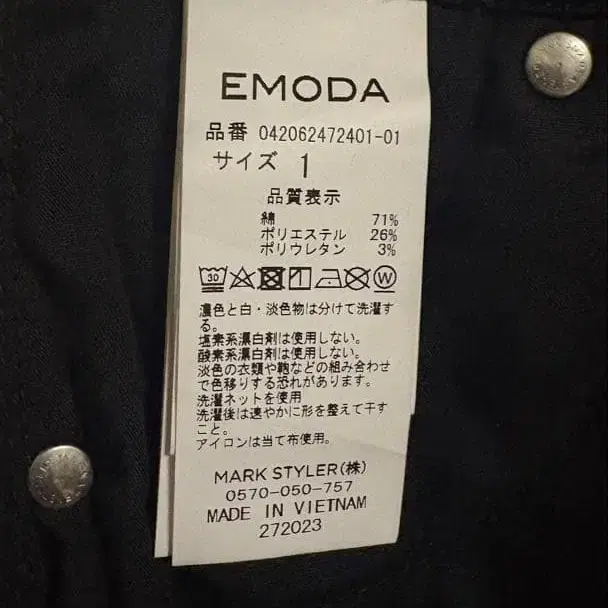 EMODA
品番 042062472401-01
サイズ 1
品質表示
綿 71%
ポリエステル 26%
ポリウレタン 3%
30 W
濃色と白・淡色物は分けて洗濯す
る。
塩素系漂白剤は使用しない。
酸素系漂白剤は使用しない。
淡色の衣類や鞄などの組み合わせ
で色移りする恐れがあります。
洗濯ネットを使用
洗濯後は速やかに形を整えて干す
こと。
アイロンは当て布使用。
MARK STYLER(株)
0570-050-757
MADE IN VIETNAM
272023